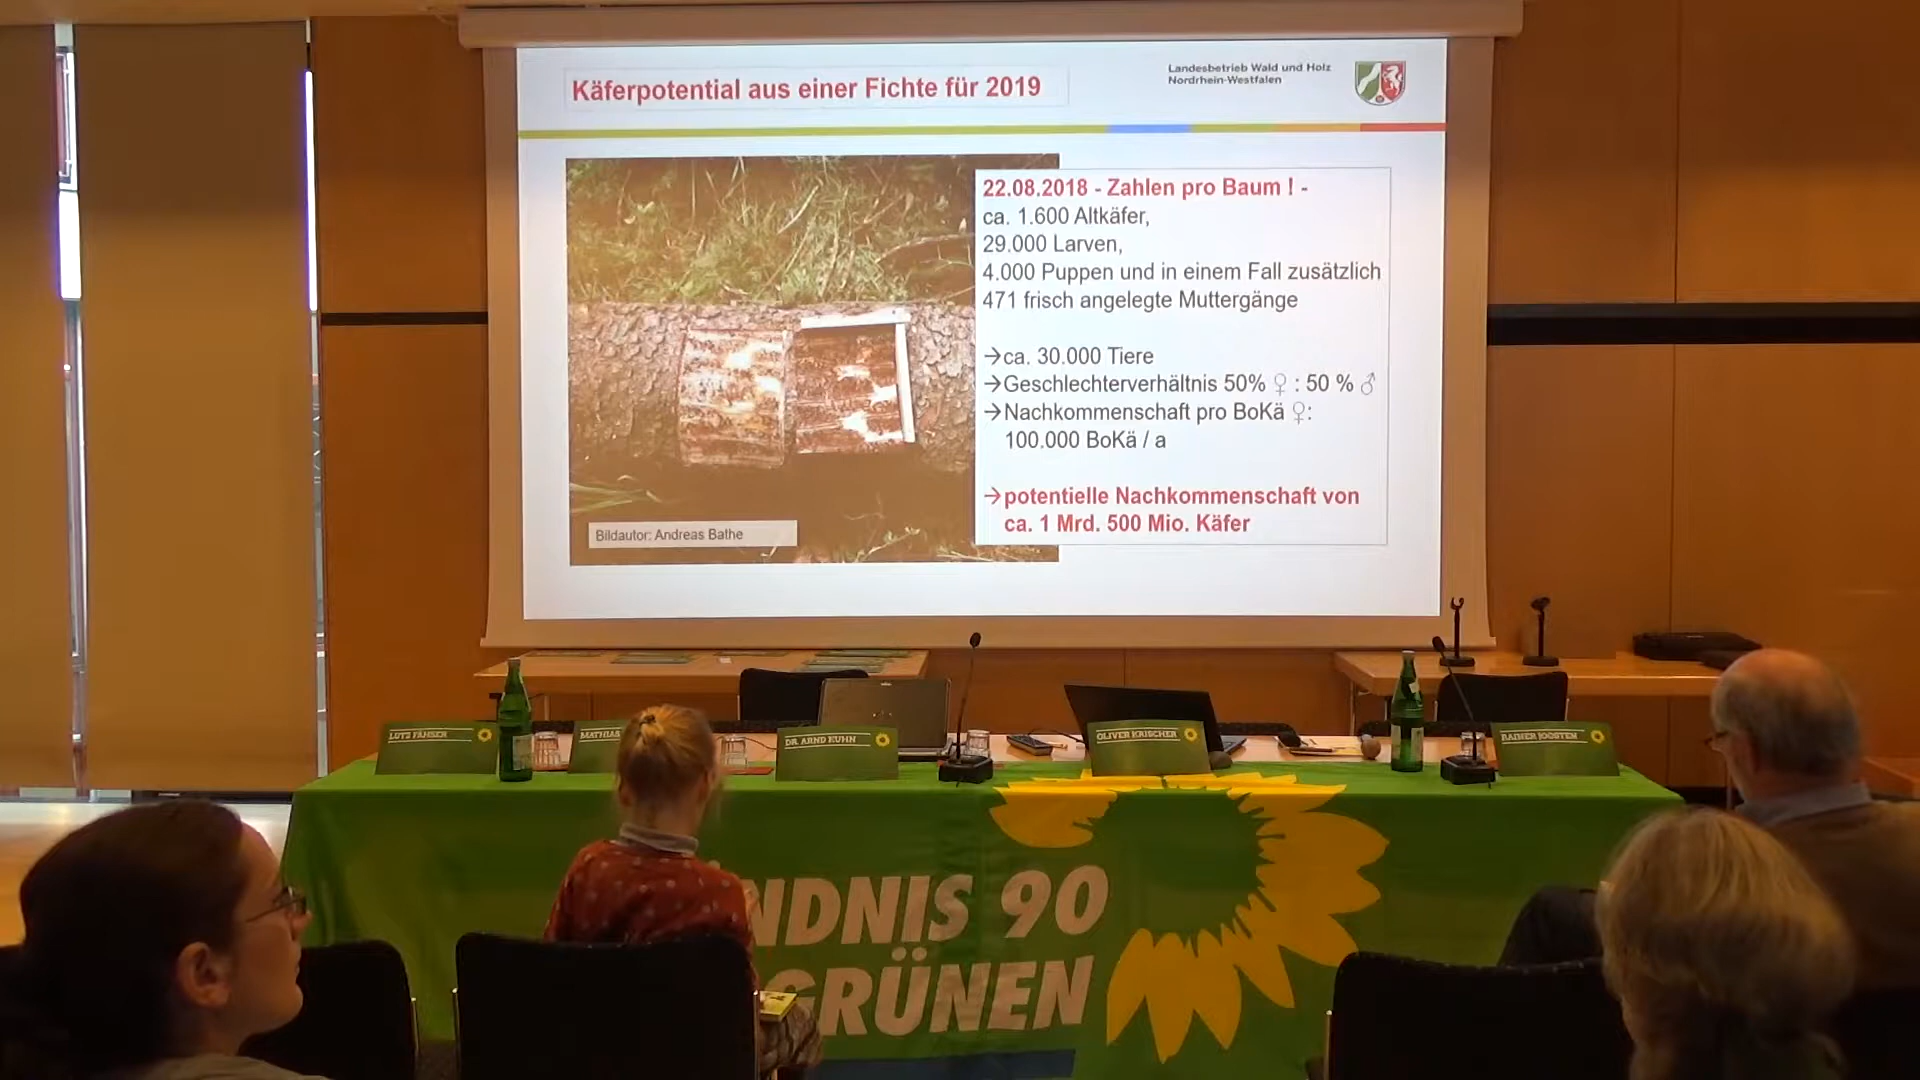 Käferpotential aus einer Fichte für 2019
Landesbetrieb Wald und Holz
Nordrhein-Westfalen
22.08.2018 - Zahlen pro Baum ! -
ca. 1.600 Altkäfer,
29.000 Larven,
4.000 Puppen und in einem Fall zusätzlich
471 frisch angelegte Muttergänge
→ca. 30.000 Tiere
→Geschlechterverhältnis 50% ♀ : 50 % ♂
→Nachkommenschaft pro BoKä ♀:
100.000 BoKä / a
→potentielle Nachkommenschaft von
ca. 1 Mrd. 500 Mio. Käfer
Bildautor: Andreas Bathe
LUTZ FÄHSER
MATHIAS
DR. ARND KUHN
OLIVER KRISCHER
RAINER JOOSTEN
NDNIS 90
GRÜNEN